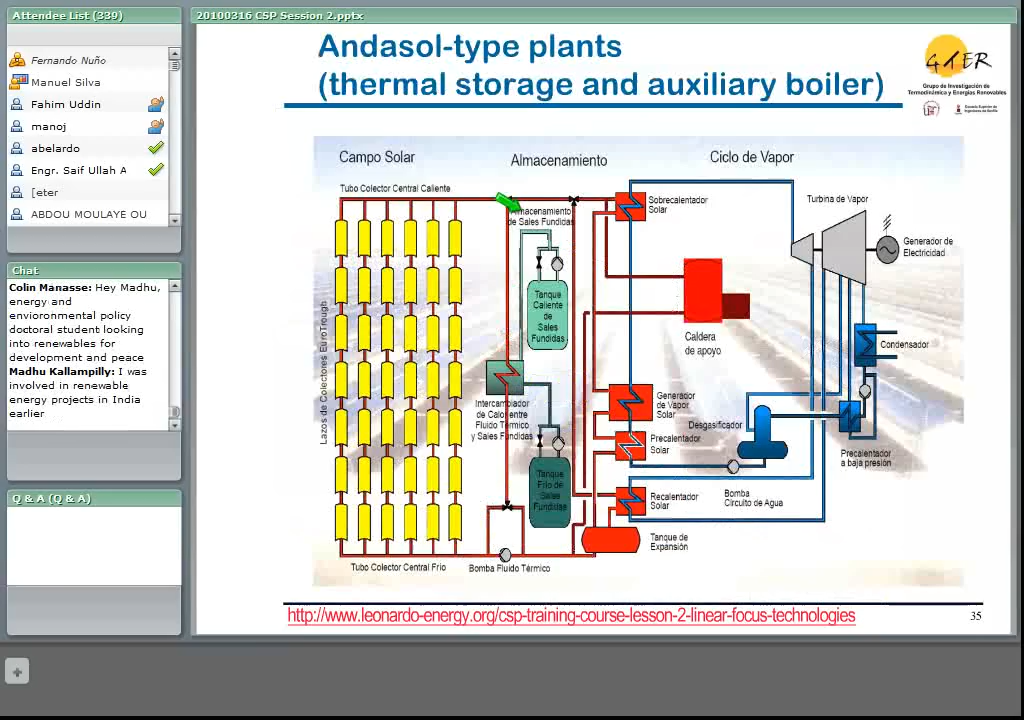 Attendee List (339)
Fernando Nuño
Manuel Silva
Fahim Uddin
manoj
abelardo
Engr. Saif Ullah A
[eter
ABDOU MOULAYE OU
Chat
Colin Manasse: Hey Madhu,
energy and
envioronmental policy
doctoral student looking
into renewables for
development and peace
Madhu Kallampilly: I was
involved in renewable
energy projects in India
earlier
Q & A (Q & A)
20100316 CSP Session 2.pptx
Andasol-type plants
(thermal storage and auxiliary boiler)
GTER
Grupo de Investigación de
Termodinámica y Energías Renovables
Escuela Superior de
Ingenieros de Sevilla
Campo Solar
Almacenamiento
Ciclo de Vapor
Tubo Colector Central Caliente
Almacenamiento
de Sales Fundidas
Sobrecalentador
Solar
Turbina de Vapor
Generador de
Electricidad
Tanque
Caliente
de
Sales
Fundidas
Caldera
de apoyo
Condensador
Lazos de Colectores EuroTrough
Intercambiador
de Calor entre
Fluido Térmico
y Sales Fundidas
Generador
de Vapor
Solar
Desgasificador
Precalentador
Solar
Precalentador
a baja presión
Tanque
Frío de
Sales
Fundidas
Recalentador
Solar
Bomba
Circuito de Agua
Tanque de
Expansión
Tubo Colector Central Frío
Bomba Fluido Térmico
http://www.leonardo-energy.org/csp-training-course-lesson-2-linear-focus-technologies
35